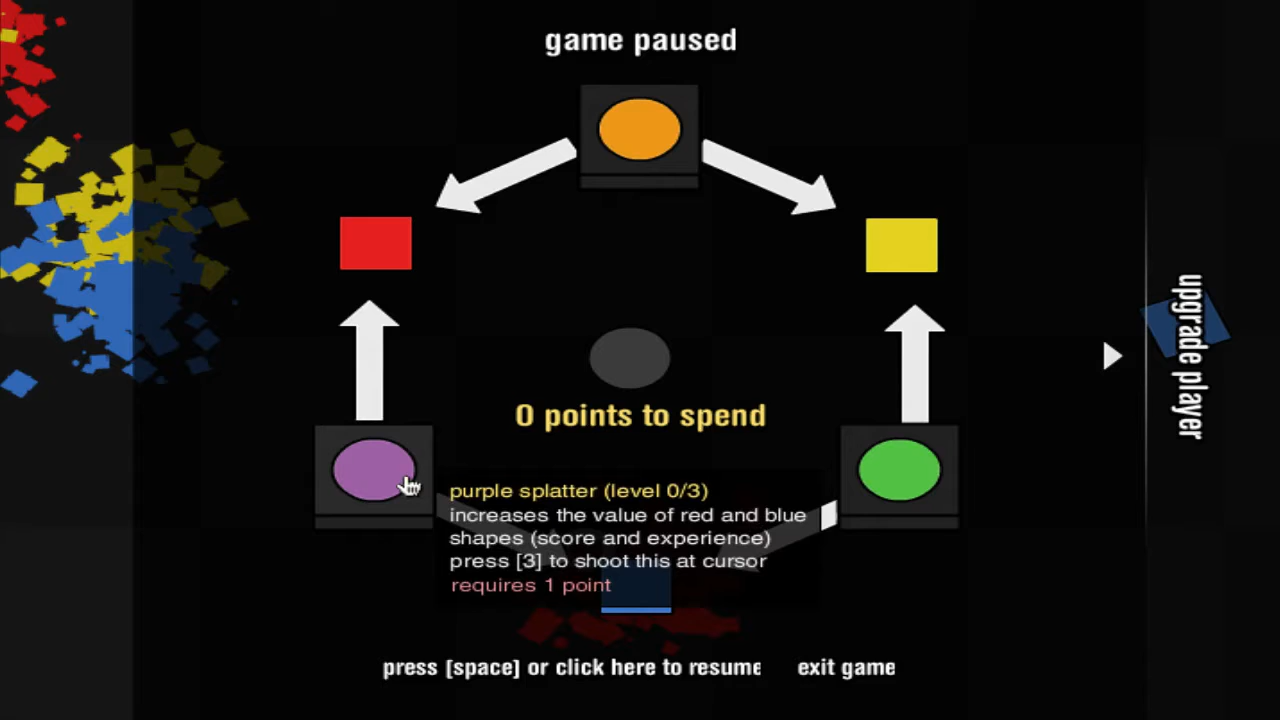 game paused
upgrade player
0 points to spend
purple splatter (level 0/3)
increases the value of red and blue
shapes (score and experience)
press [3] to shoot this at cursor
requires 1 point
press [space] or click here to resume
exit game